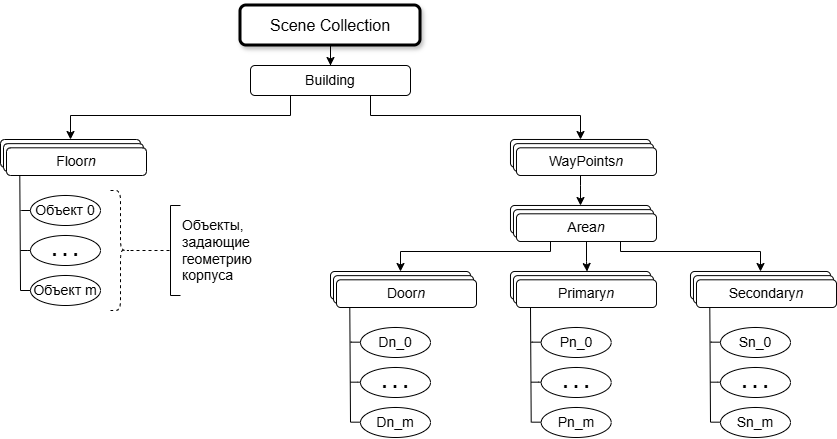 Scene Collection
Building
Floorn
WayPointsn
Объект 0
...
Объект m
Объекты,
задающие
геометрию
корпуса
Arean
Doorn
Primaryn
Secondaryn
Dn_0
...
Dn_m
Pn_0
...
Pn_m
Sn_0
...
Sn_m